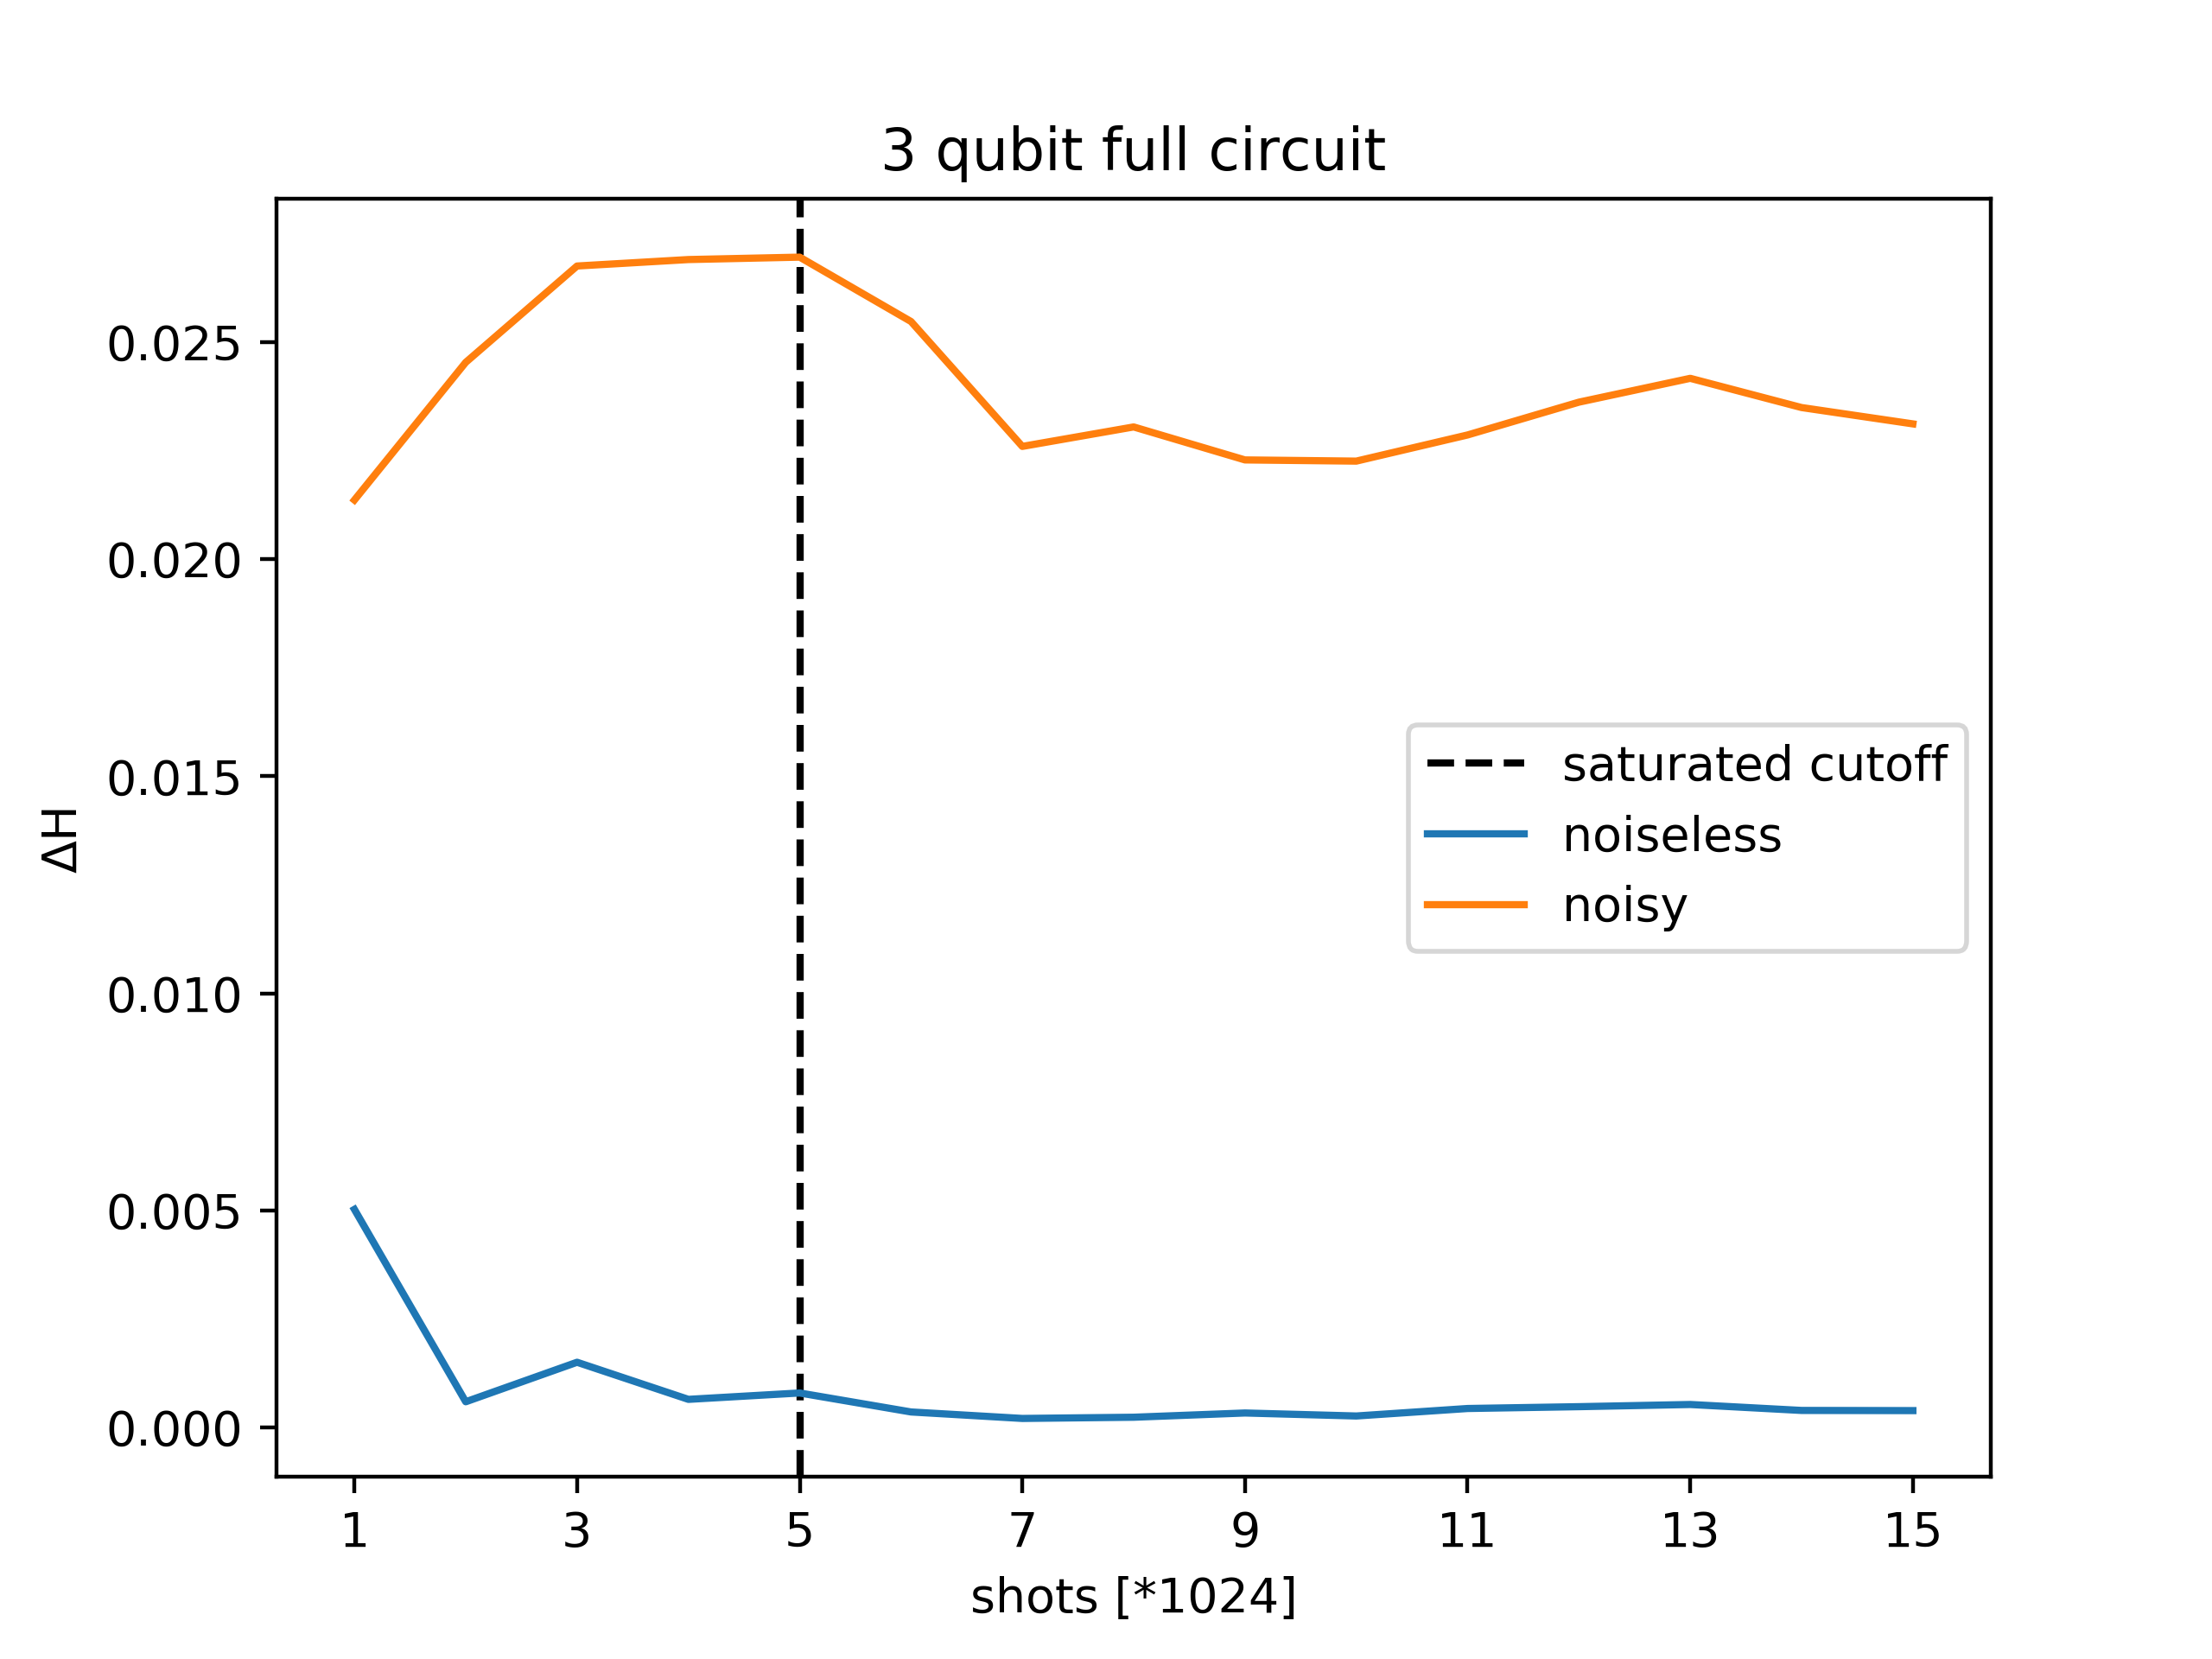 3 qubit full circuit
0.025
0.020
0.015
0.010
0.005
0.000
ΔH
saturated cutoff
noiseless
noisy
1 3 5 7 9 11 13 15
shots [*1024]